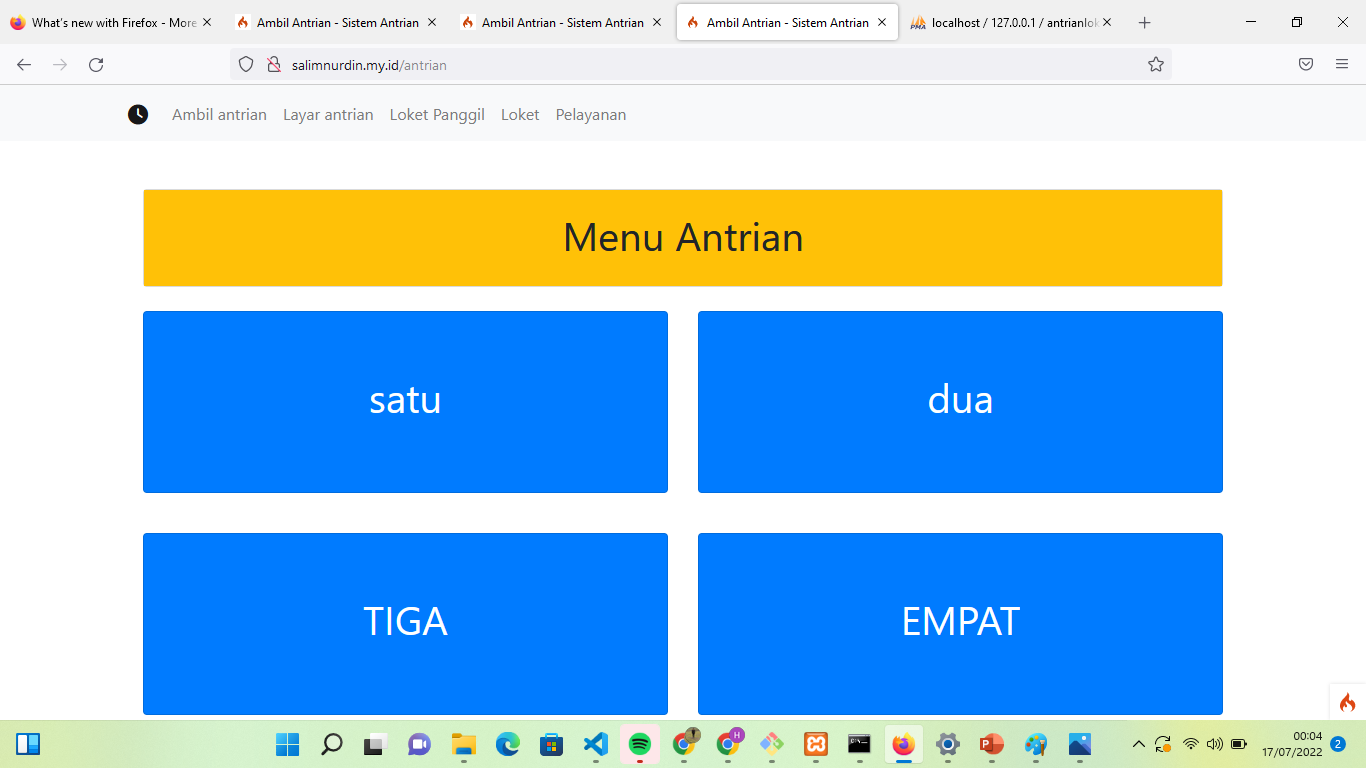 What's new with Firefox - More
Ambil Antrian - Sistem Antrian
Ambil Antrian - Sistem Antrian
Ambil Antrian - Sistem Antrian
localhost / 127.0.0.1 / antrianlok
salimnurdin.my.id/antrian
Ambil antrian
Layar antrian
Loket Panggil
Loket
Pelayanan
Menu Antrian
satu
dua
TIGA
EMPAT
H
00:04
17/07/2022
2